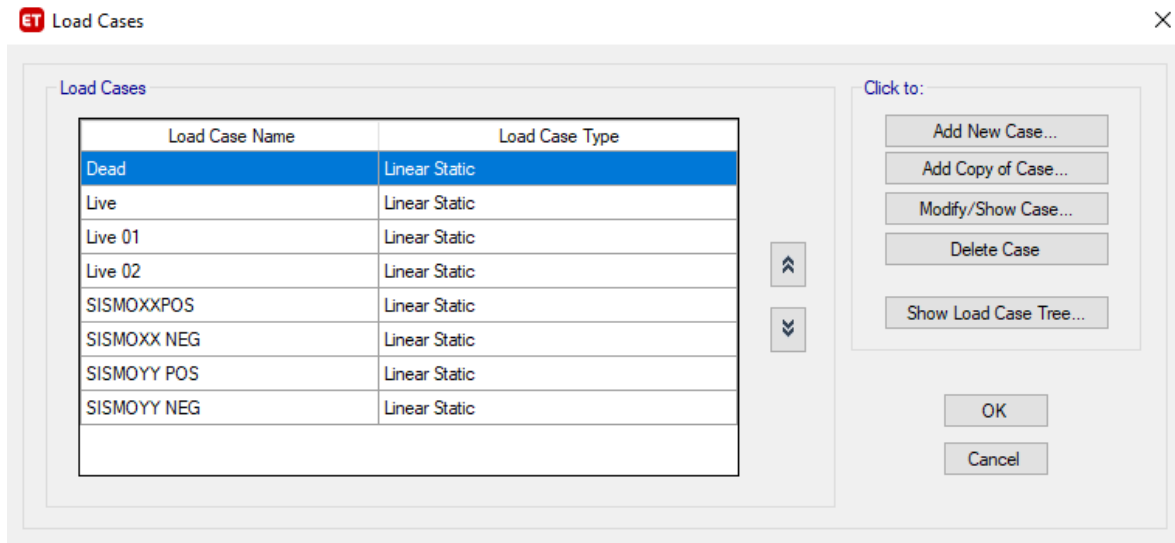 ET Load Cases
Load Cases
Load Case Name Load Case Type
Dead Linear Static
Live Linear Static
Live 01 Linear Static
Live 02 Linear Static
SISMOXXPOS Linear Static
SISMOXX NEG Linear Static
SISMOYY POS Linear Static
SISMOYY NEG Linear Static
Click to:
Add New Case...
Add Copy of Case...
Modify/Show Case...
Delete Case
Show Load Case Tree...
OK
Cancel